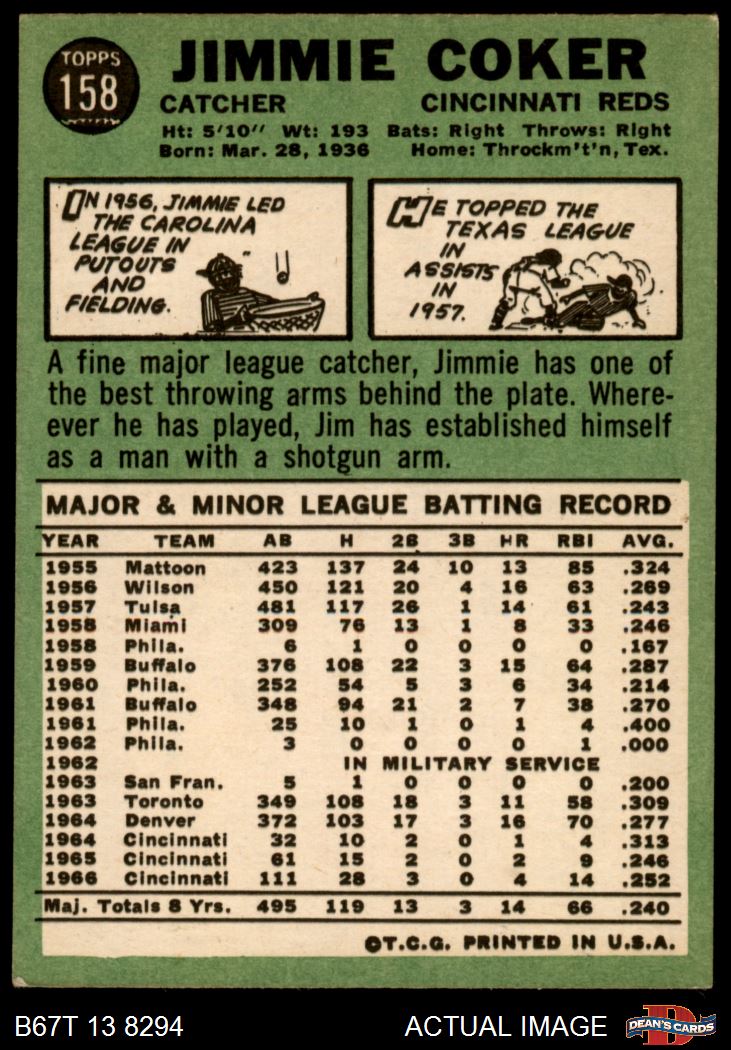 TOPPS
158
JIMMIE COKER
CATCHER CINCINNATI REDS
Ht: 5'10" Wt: 193 Bats: Right Throws: Right
Born: Mar. 28, 1936 Home: Throckm't'n, Tex.
IN 1956, JIMMIE LED
THE CAROLINA
LEAGUE IN
PUTOUTS
AND
FIELDING.
HE TOPPED THE
TEXAS LEAGUE
IN
ASSISTS
IN
1957.
A fine major league catcher, Jimmie has one of
the best throwing arms behind the plate. Where-
ever he has played, Jim has established himself
as a man with a shotgun arm.
MAJOR & MINOR LEAGUE BATTING RECORD
YEAR TEAM AB H 2B 3B HR RBI AVG.
1955 Mattoon 423 137 24 10 13 85 .324
1956 Wilson 450 121 20 4 16 63 .269
1957 Tulsa 481 117 26 1 14 61 .243
1958 Miami 309 76 13 1 8 33 .246
1958 Phila. 6 1 0 0 0 0 .167
1959 Buffalo 376 108 22 3 15 64 .287
1960 Phila. 252 54 5 3 6 34 .214
1961 Buffalo 348 94 21 2 7 38 .270
1961 Phila. 25 10 1 0 1 4 .400
1962 Phila. 3 0 0 0 0 1 .000
1962 IN MILITARY SERVICE
1963 San Fran. 5 1 0 0 0 0 .200
1963 Toronto 349 108 18 3 11 58 .309
1964 Denver 372 103 17 3 16 70 .277
1964 Cincinnati 32 10 2 0 1 4 .313
1965 Cincinnati 61 15 2 0 2 9 .246
1966 Cincinnati 111 28 3 0 4 14 .252
Maj. Totals 8 Yrs. 495 119 13 3 14 66 .240
©T.C.G. PRINTED IN U.S.A.
B67T 13 8294 ACTUAL IMAGE
D
DEAN'S CARDS